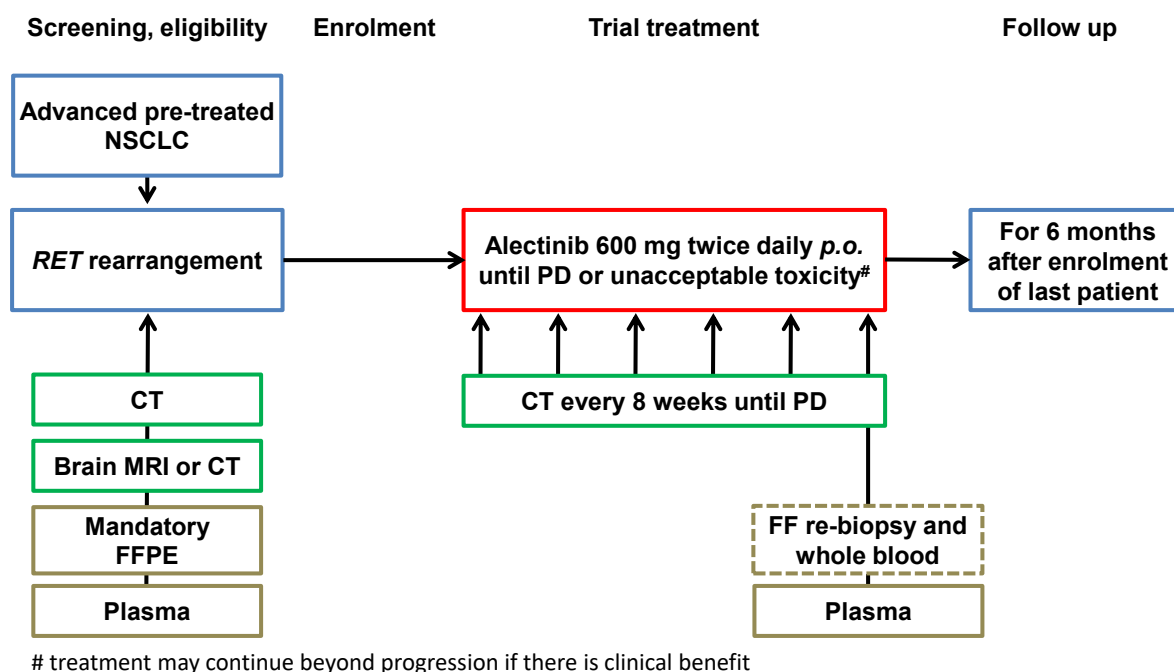 Screening, eligibility
Enrolment
Trial treatment
Follow up
Advanced pre-treated
NSCLC
RET rearrangement
Alectinib 600 mg twice daily p.o.
until PD or unacceptable toxicity#
For 6 months
after enrolment
of last patient
CT
CT every 8 weeks until PD
Brain MRI or CT
Mandatory
FFPE
FF re-biopsy and
whole blood
Plasma
Plasma
# treatment may continue beyond progression if there is clinical benefit